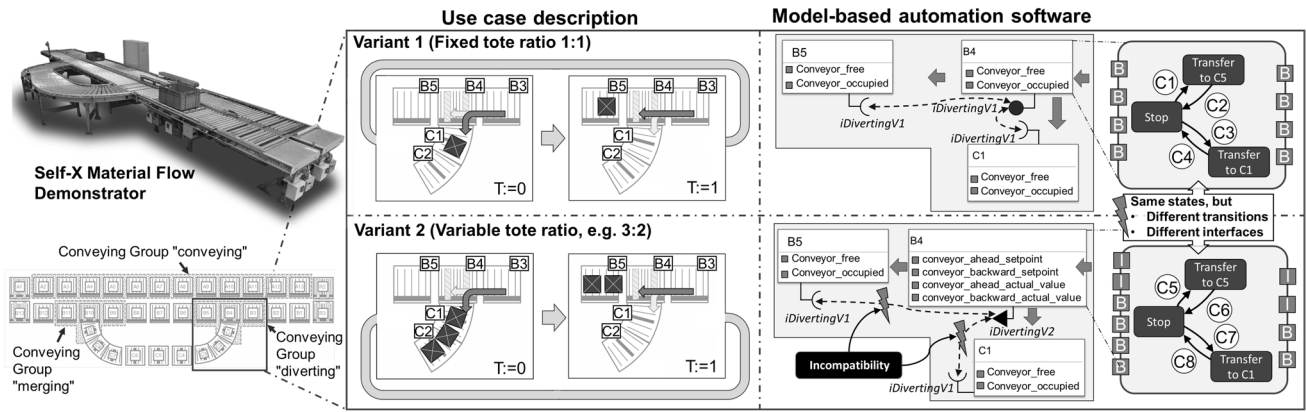 Use case description
Model-based automation software
Self-X Material Flow
Demonstrator
Conveying Group "conveying"
Conveying
Group
"merging"
Conveying
Group
"diverting"
Variant 1 (Fixed tote ratio 1:1)
B5
B4
B3
C1
C2
T:=0
B5
B4
B3
C1
C2
T:=1
Variant 2 (Variable tote ratio, e.g. 3:2)
B5
B4
B3
C1
C2
T:=0
B5
B4
B3
C1
C2
T:=1
B5
Conveyor_free
Conveyor_occupied
B4
Conveyor_free
Conveyor_occupied
iDivertingV1
iDivertingV1
iDivertingV1
C1
Conveyor_free
Conveyor_occupied
B
B
B
B
Stop
Transfer
to C5
Transfer
to C1
C1
C2
C3
C4
B
B
B
B
Same states, but
• Different transitions
• Different interfaces
B5
Conveyor_free
Conveyor_occupied
B4
conveyor_ahead_setpoint
conveyor_backward_setpoint
conveyor_ahead_actual_value
conveyor_backward_actual_value
iDivertingV1
iDivertingV2
iDivertingV1
Incompatibility
C1
Conveyor_free
Conveyor_occupied
I
I
B
B
B
Stop
Transfer
to C5
Transfer
to C1
C5
C6
C7
C8
I
I
B
B